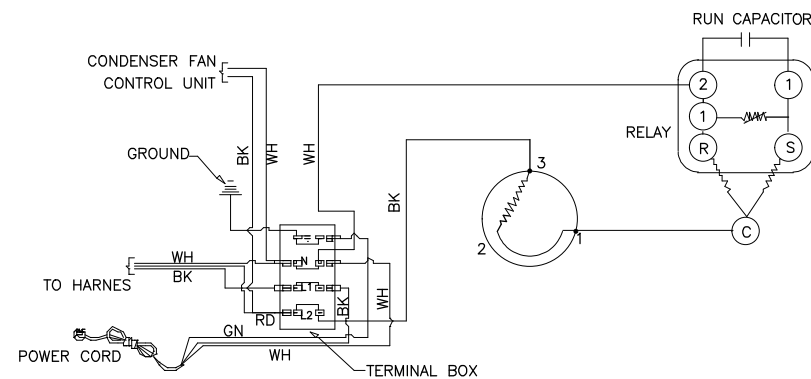 RUN CAPACITOR
CONDENSER FAN
CONTROL UNIT
2
1
1
RELAY
R
S
GROUND
BK
WH
WH
BK
3
C
2
1
N
WH
BK
TO HARNES
L1
BK
WH
L2
RD
GN
POWER CORD
WH
TERMINAL BOX